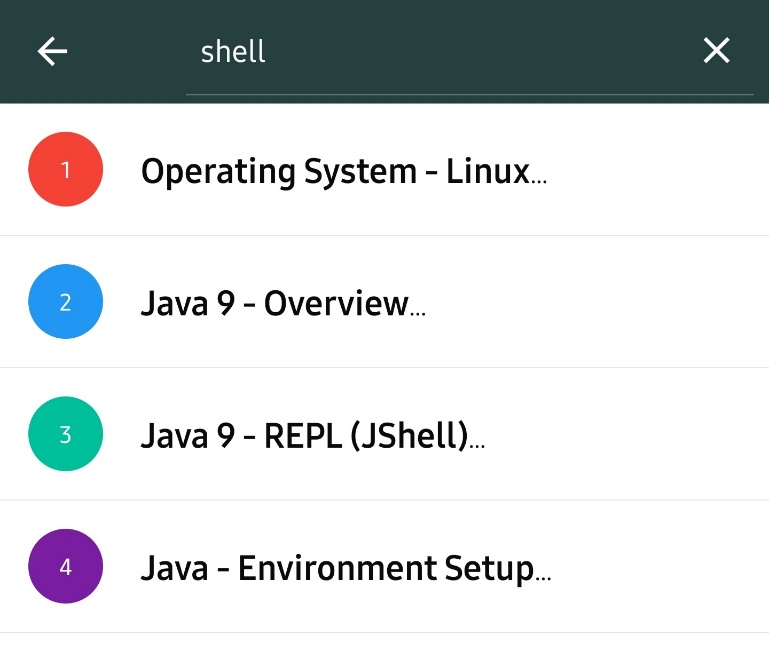 shell
1 Operating System - Linux...
2 Java 9 - Overview...
3 Java 9 - REPL (JShell)...
4 Java - Environment Setup...